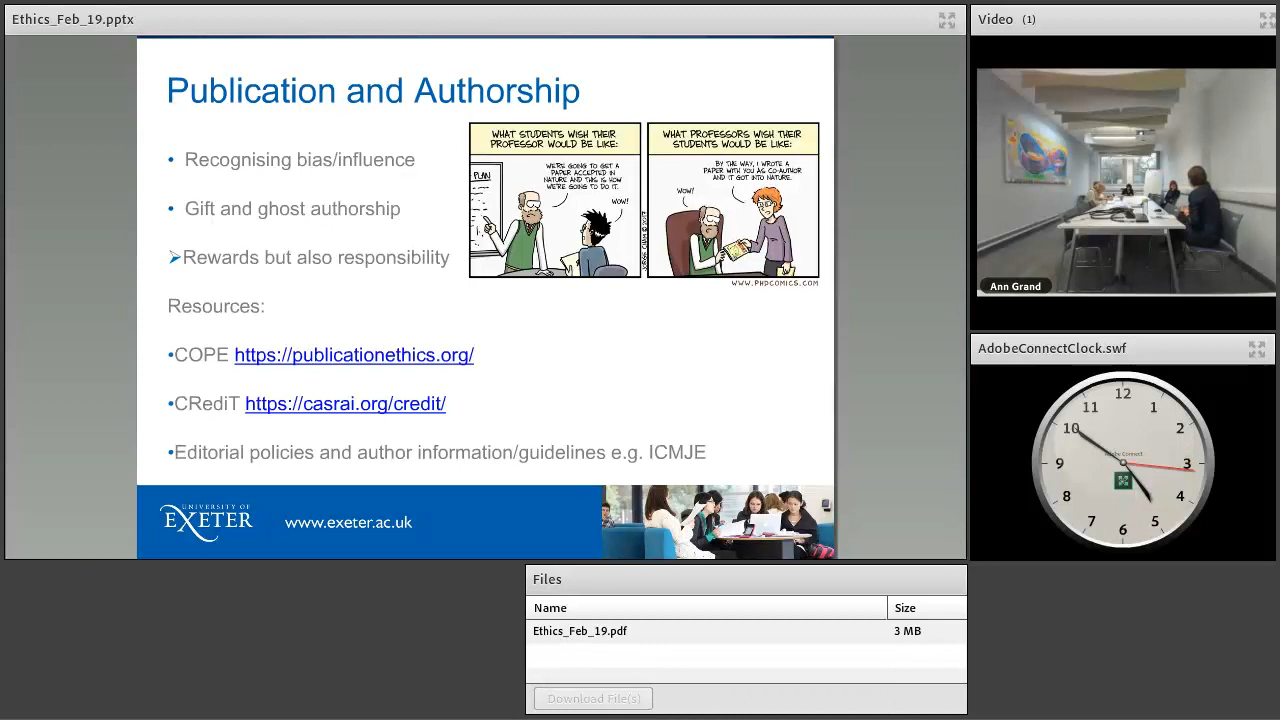 Ethics_Feb_19.pptx
Publication and Authorship
• Recognising bias/influence
• Gift and ghost authorship
➢Rewards but also responsibility
Resources:
•COPE https://publicationethics.org/
•CRediT https://casrai.org/credit/
•Editorial policies and author information/guidelines e.g. ICMJE
WHAT STUDENTS WISH THEIR
PROFESSOR WOULD BE LIKE:
PLAN
WE'RE GOING TO GET A
PAPER ACCEPTED IN
NATURE AND THIS IS HOW
WE'RE GOING TO DO IT.
WOW!
WHAT PROFESSORS WISH THEIR
STUDENTS WOULD BE LIKE:
BY THE WAY, I WROTE A
PAPER WITH YOU AS CO-AUTHOR
AND IT GOT INTO NATURE.
WOW!
WWW.PHDCOMICS.COM
UNIVERSITY OF
EXETER
www.exeter.ac.uk
Video (1)
Ann Grand
AdobeConnectClock.swf
12
1
2
3
4
5
6
7
8
9
10
11
Adobe Connect
Files
Name
Size
Ethics_Feb_19.pdf
3 MB
Download File(s)